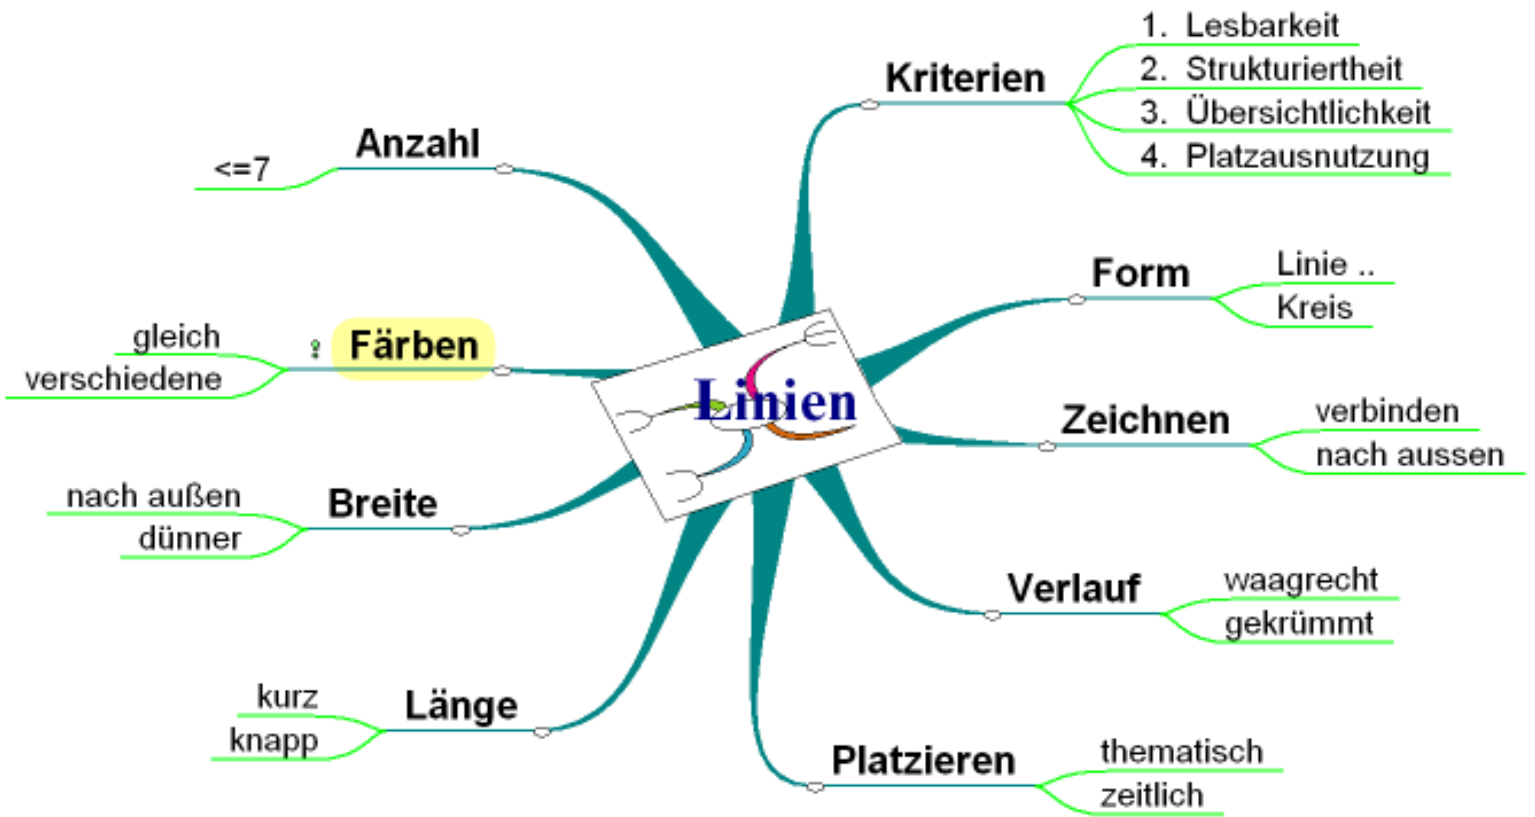 Linien
Kriterien
1. Lesbarkeit
2. Strukturiertheit
3. Übersichtlichkeit
4. Platzausnutzung
Form
Linie ..
Kreis
Zeichnen
verbinden
nach aussen
Verlauf
waagrecht
gekrümmt
Platzieren
thematisch
zeitlich
Länge
kurz
knapp
Breite
nach außen
dünner
Färben
gleich
verschiedene
Anzahl
<=7